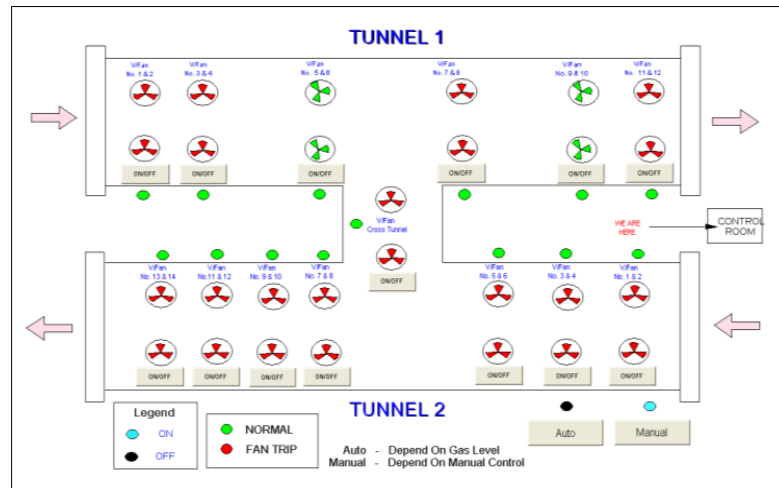 TUNNEL 1
V/Fan
No. 1 & 2
V/Fan
No. 3 & 4
V/Fan
No. 5 & 6
V/Fan
No. 7 & 8
V/Fan
No. 9 & 10
V/Fan
No. 11 & 12
ON/OFF
ON/OFF
ON/OFF
ON/OFF
ON/OFF
ON/OFF
V/Fan
Cross Tunnel
ON/OFF
WE ARE
HERE
CONTROL
ROOM
V/Fan
No. 13 & 14
V/Fan
No. 11 & 12
V/Fan
No. 9 & 10
V/Fan
No. 7 & 8
V/Fan
No. 5 & 6
V/Fan
No. 3 & 4
V/Fan
No. 1 & 2
ON/OFF
ON/OFF
ON/OFF
ON/OFF
ON/OFF
ON/OFF
ON/OFF
TUNNEL 2
Legend
ON
OFF
NORMAL
FAN TRIP
Auto - Depend On Gas Level
Manual - Depend On Manual Control
Auto
Manual